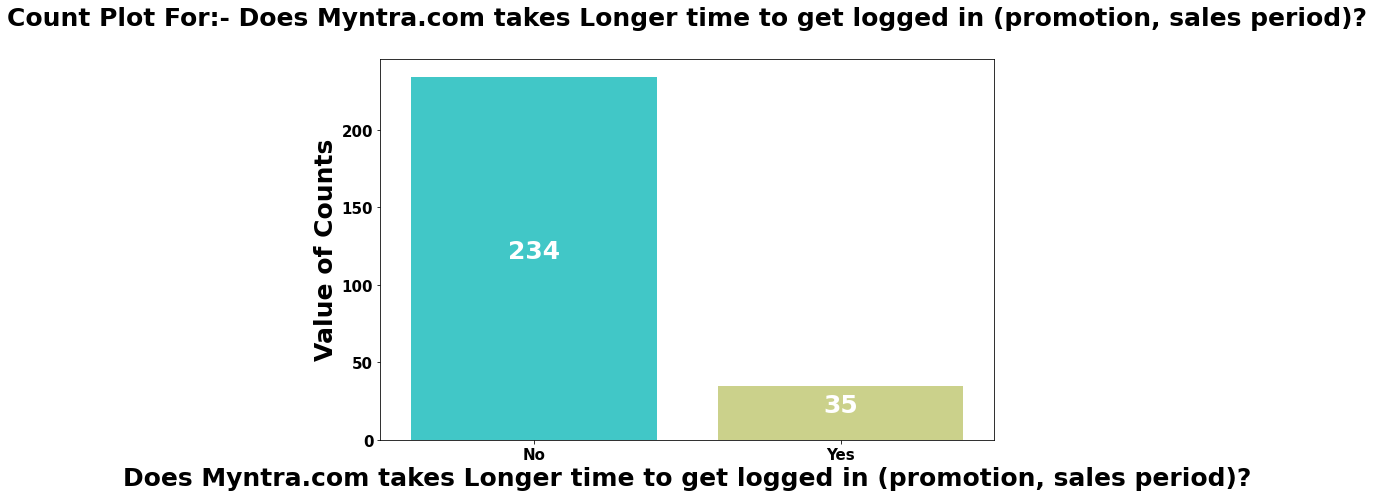 Count Plot For:- Does Myntra.com takes Longer time to get logged in (promotion, sales period)?
Value of Counts
200
150
100
50
0
234
35
No
Yes
Does Myntra.com takes Longer time to get logged in (promotion, sales period)?